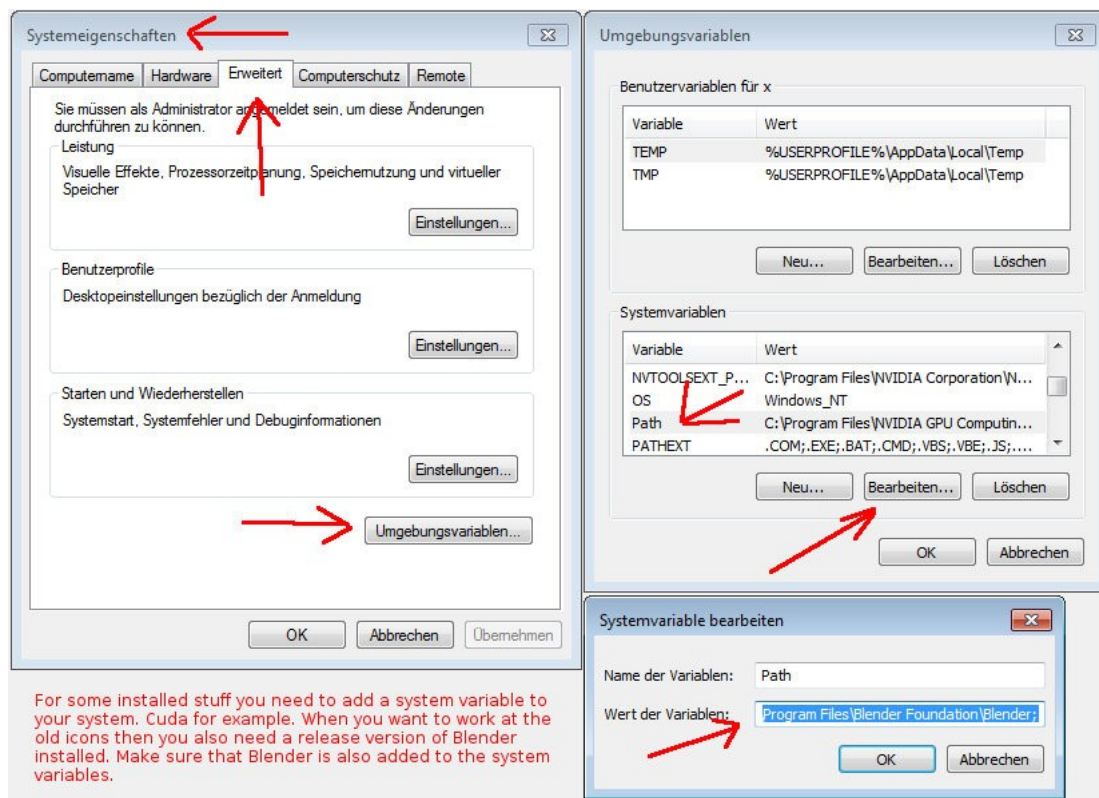 Systemeigenschaften
Computername Hardware Erweitert Computerschutz Remote
Sie müssen als Administrator angemeldet sein, um diese Änderungen
durchführen zu können.
Leistung
Visuelle Effekte, Prozessorzeitplanung, Speichernutzung und virtueller
Speicher
Einstellungen...
Benutzerprofile
Desktopeinstellungen bezüglich der Anmeldung
Einstellungen...
Starten und Wiederherstellen
Systemstart, Systemfehler und Debuginformationen
Einstellungen...
Umgebungsvariablen...
OK Abbrechen Übernehmen
For some installed stuff you need to add a system variable to
your system. Cuda for example. When you want to work at the
old icons then you also need a release version of Blender
installed. Make sure that Blender is also added to the system
variables.
Umgebungsvariablen
Benutzervariablen für x
Variable Wert
TEMP %USERPROFILE%\AppData\Local\Temp
TMP %USERPROFILE%\AppData\Local\Temp
Neu... Bearbeiten... Löschen
Systemvariablen
Variable Wert
NVTOOLSEXT_P... C:\Program Files\NVIDIA Corporation\N...
OS Windows_NT
Path C:\Program Files\NVIDIA GPU Computin...
PATHEXT .COM;.EXE;.BAT;.CMD;.VBS;.VBE;.JS;....
Neu... Bearbeiten... Löschen
OK Abbrechen
Systemvariable bearbeiten
Name der Variablen: Path
Wert der Variablen: Program Files\Blender Foundation\Blender;
OK Abbrechen